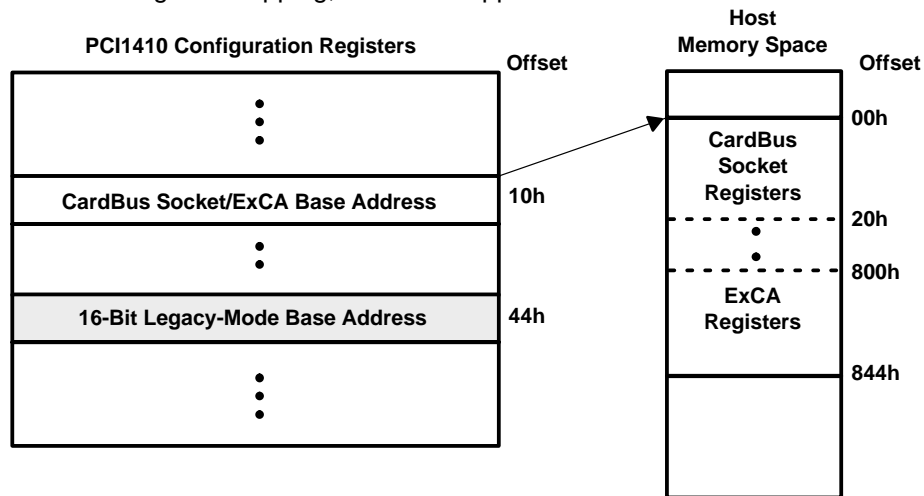 PCI1410 Configuration Registers
Offset
CardBus Socket/ExCA Base Address
10h
16-Bit Legacy-Mode Base Address
44h
Host
Memory Space
Offset
00h
CardBus
Socket
Registers
20h
800h
ExCA
Registers
844h